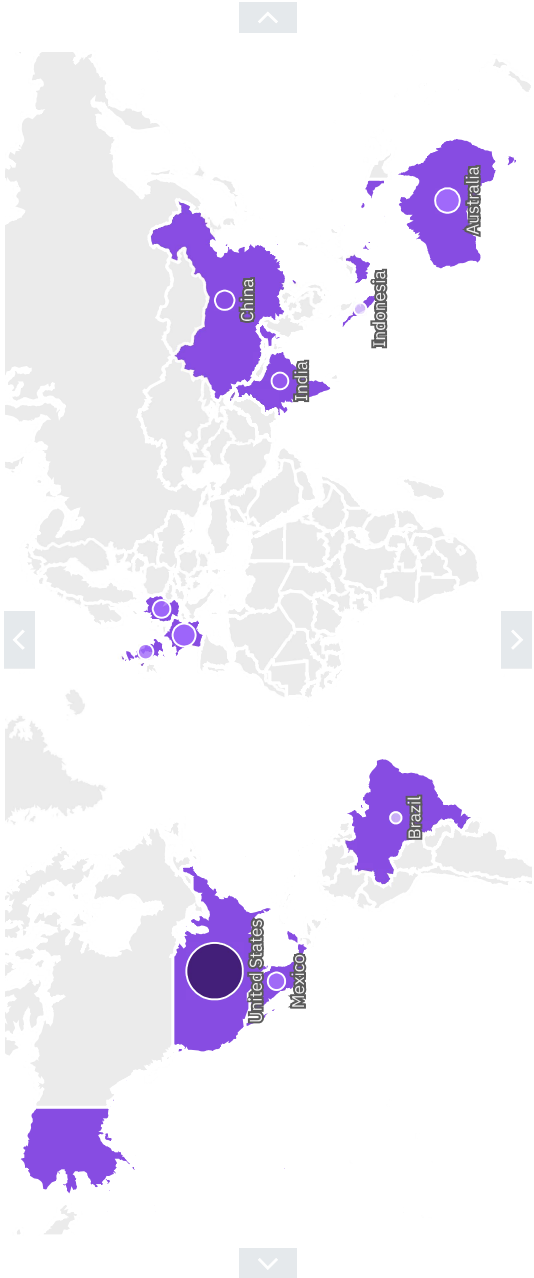 United States
Mexico
Brazil
India
China
Indonesia
Australia